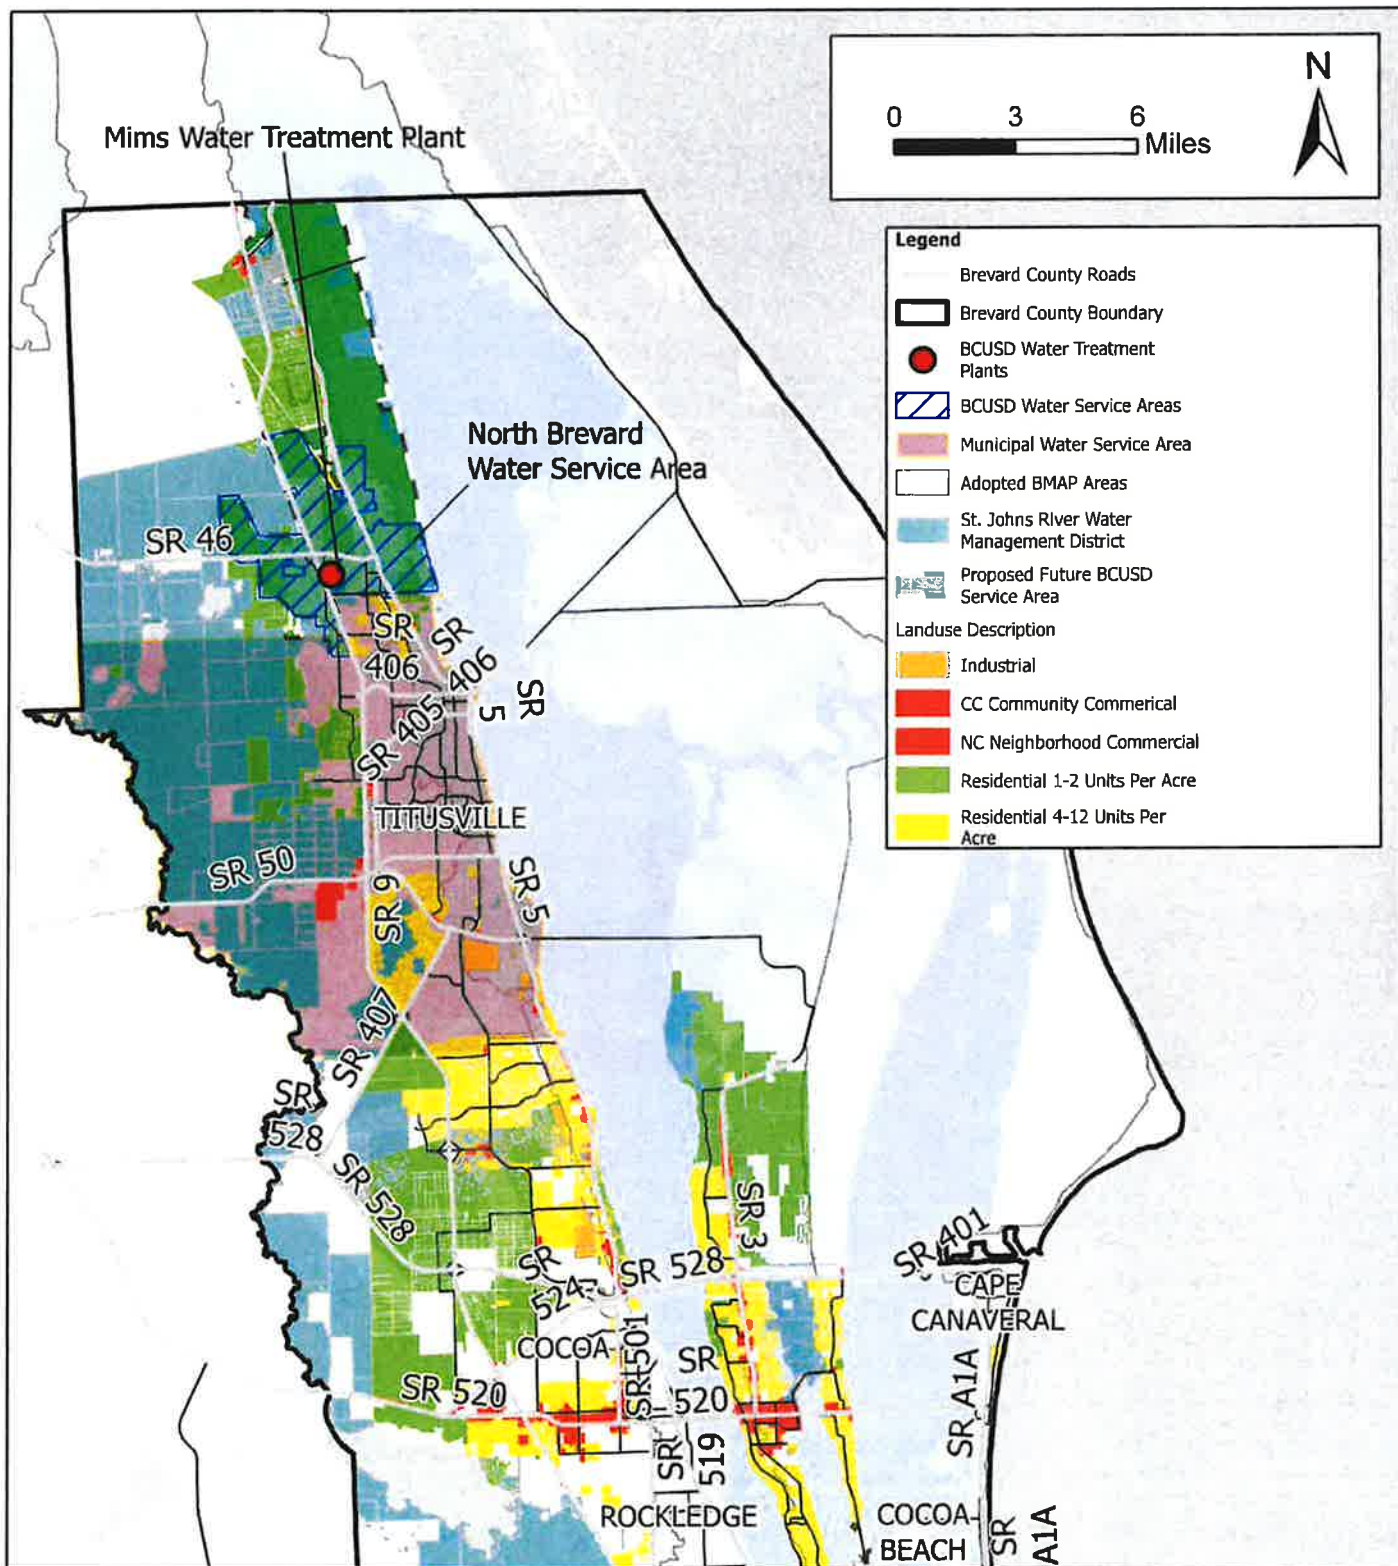 N
0 3 6
Miles
Mims Water Treatment Plant
Legend
Brevard County Roads
Brevard County Boundary
BCUSD Water Treatment
Plants
BCUSD Water Service Areas
Municipal Water Service Area
Adopted BMAP Areas
St. Johns River Water
Management District
Proposed Future BCUSD
Service Area
Landuse Description
Industrial
CC Community Commerical
NC Neighborhood Commercial
Residential 1-2 Units Per Acre
Residential 4-12 Units Per
Acre
North Brevard
Water Service Area
SR 46
SR
406
SR
406
SR
5
SR 405
TITUSVILLE
SR 50
SR 9
SR 5
SR 407
SR
528
SR 528
SR 3
SR 401
SR
524
SR 528
CAPE
CANAVERAL
COCOA
SR 501
SR
520
SR 520
SR A1A
SR
519
ROCKLEDGE
COCOA
BEACH
SR
A1A